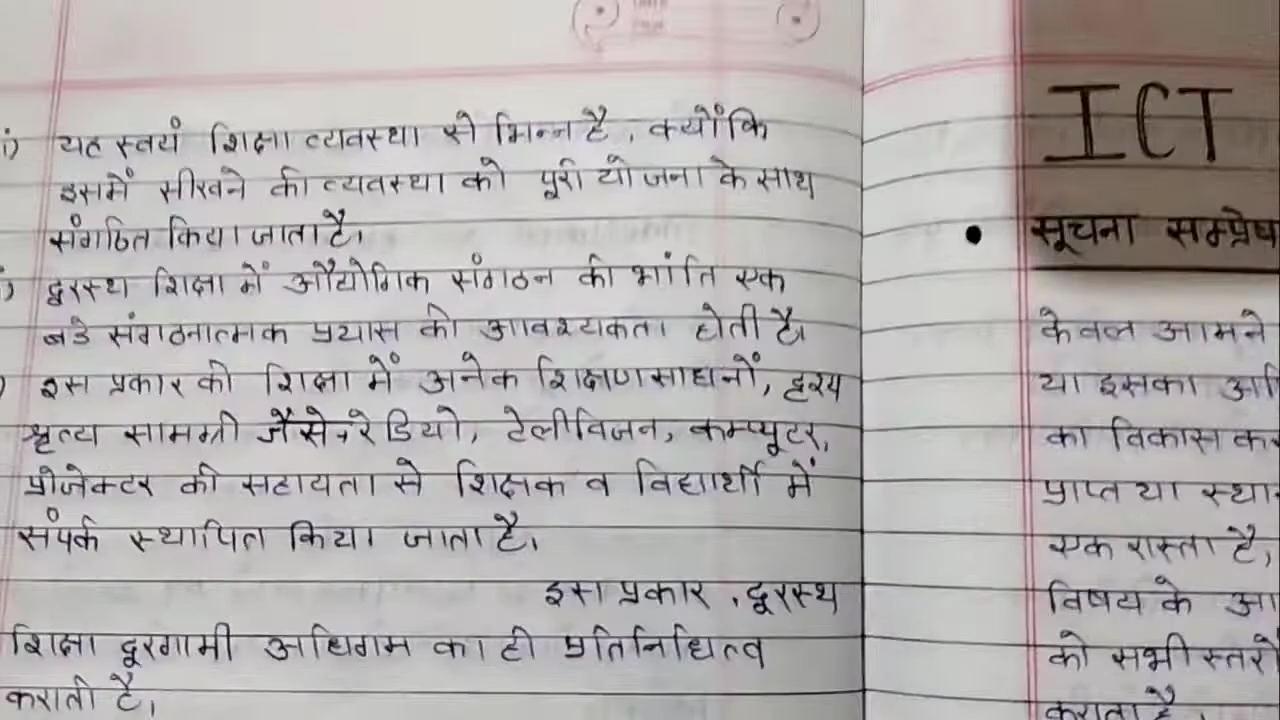 i) यह स्वयं शिक्षा व्यवस्था से भिन्न है, क्योंकि
इसमें सीखने की व्यवस्था को पूरी योजना के साथ
संगठित किया जाता है।
i) दूरस्थ शिक्षा में औद्योगिक संगठन की भांति एक
बडे संगठनात्मक प्रयास की आवश्यकता होती है।
) इस प्रकार की शिक्षा में अनेक शिक्षण साधनों, दृश्य
श्रृव्य सामग्री जैसे, रेडियो, टेलीविजन, कम्प्यूटर,
प्रोजेक्टर की सहायता से शिक्षक व विद्यार्थी में
संपर्क स्थापित किया जाता है।
इस प्रकार, दूरस्थ
शिक्षा दूरगामी अधिगम का ही प्रतिनिधित्व
कराती है।
ICT
• सूचना सम्प्रेष
केवल आमने
या इसका
का विकास
प्राप्त या
एक रास्ता है,
विषय के
को सभी स्तरो
कराता है